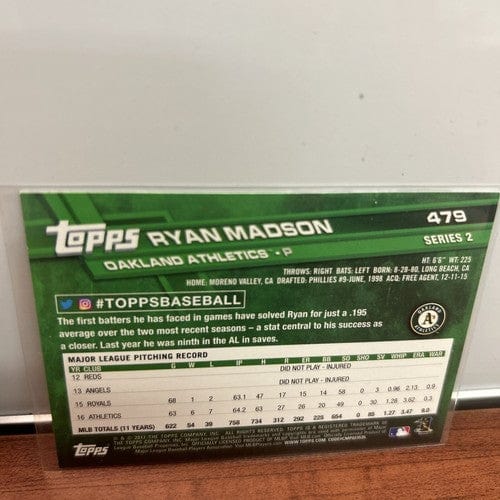 Topps RYAN MADSON 479
OAKLAND ATHLETICS - P SERIES 2
HT: 6'6" WT: 225
THROWS: RIGHT BATS: LEFT BORN: 8-28-80, LONG BEACH, CA
HOME: MORENO VALLEY, CA DRAFTED: PHILLIES #9-JUNE, 1998 ACQ: FREE AGENT, 12-11-15
#TOPPSBASEBALL
The first batters he has faced in games have solved Ryan for just a .195
average over the two most recent seasons – a stat central to his success as
a closer. Last year he was ninth in the AL in saves.
OAKLAND ATHLETICS
A's
MAJOR LEAGUE PITCHING RECORD
YR CLUB G W L IP H R ER BB SO SHO SV WHIP ERA WAR
12 REDS DID NOT PLAY - INJURED
13 ANGELS DID NOT PLAY - INJURED
15 ROYALS 68 1 2 63.1 47 17 15 14 58 0 3 0.96 2.13 0.9
16 ATHLETICS 63 6 7 64.2 63 27 26 20 49 0 30 1.28 3.62 0.3
MLB TOTALS (11 YEARS) 622 54 39 758 734 312 292 223 654 0 85 1.27 3.47 8.0
Topps